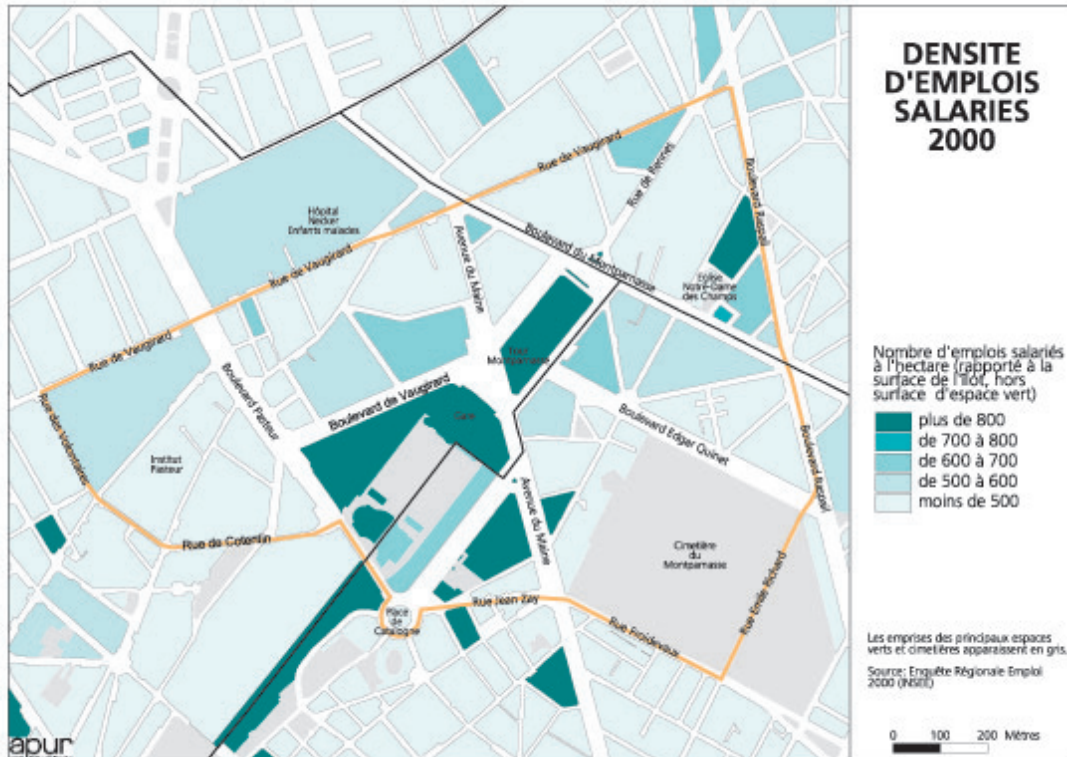 DENSITE
D'EMPLOIS
SALARIES
2000
Rue de Vaugirard
Rue de Rennes
Boulevard Raspail
Hôpital
Necker
Enfants malades
Boulevard du Montparnasse
Avenue du Maine
Rue de Vaugirard
Eglise
Notre-Dame
des Champs
Rue de Vaugirard
Tour
Montparnasse
Boulevard de Vaugirard
Boulevard Pasteur
Gare
Boulevard Edgar Quinet
Rue des Volontaires
Institut
Pasteur
Boulevard Raspail
Avenue du Maine
Rue de Cotentin
Cimetière
du
Montparnasse
Rue Emile Richard
Place
de
Catalogne
Rue Jean Zay
Rue Froidevaux
apur
Nombre d'emplois salariés
à l'hectare (rapporté à la
surface de l'îlot, hors
surface d'espace vert)
plus de 800
de 700 à 800
de 600 à 700
de 500 à 600
moins de 500
Les emprises des principaux espaces
verts et cimetières apparaissent en gris.
Source: Enquête Régionale Emploi
2000 (INSEE)
0 100 200 Mètres